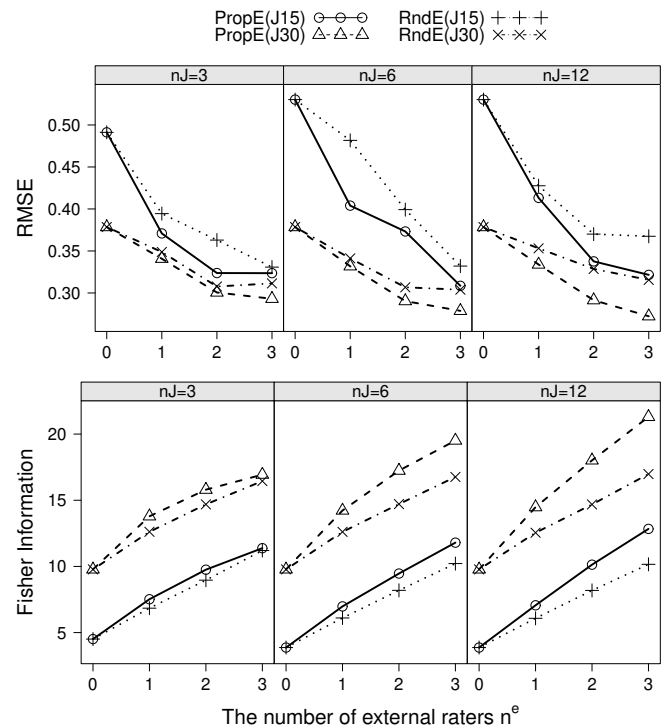 PropE(J15) RndE(J15)
PropE(J30) RndE(J30)
nJ=3 nJ=6 nJ=12
RMSE
0.50
0.45
0.40
0.35
0.30
0 1 2 3 0 1 2 3 0 1 2 3
nJ=3 nJ=6 nJ=12
Fisher Information
20
15
10
5
0 1 2 3 0 1 2 3 0 1 2 3
The number of external raters n^e